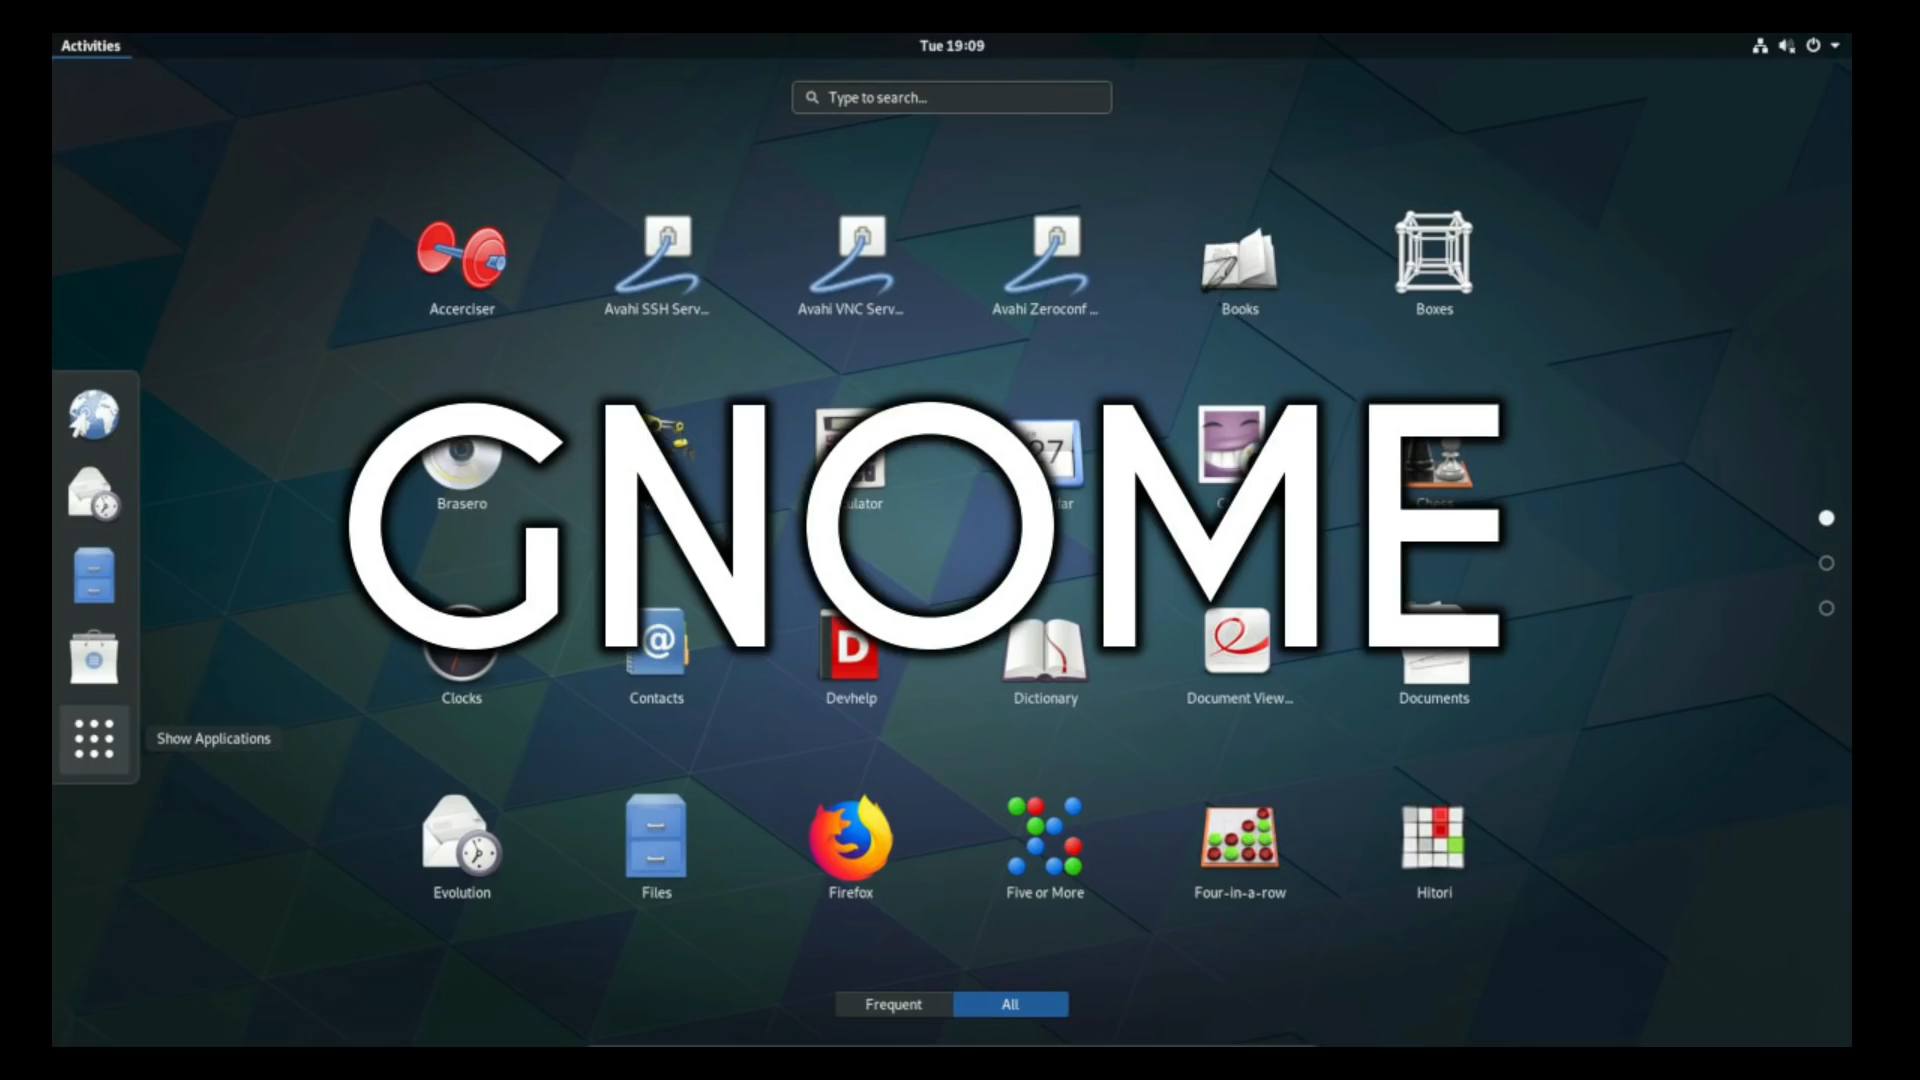 Activities
Tue 19:09
Type to search...
Accerciser
Avahi SSH Serv...
Avahi VNC Serv...
Avahi Zeroconf ...
Books
Boxes
GNOME
27
Brasero
Chess
Clocks
Contacts
Devhelp
Dictionary
Document View...
Documents
Show Applications
Evolution
Files
Firefox
Five or More
Four-in-a-row
Hitori
Frequent
All